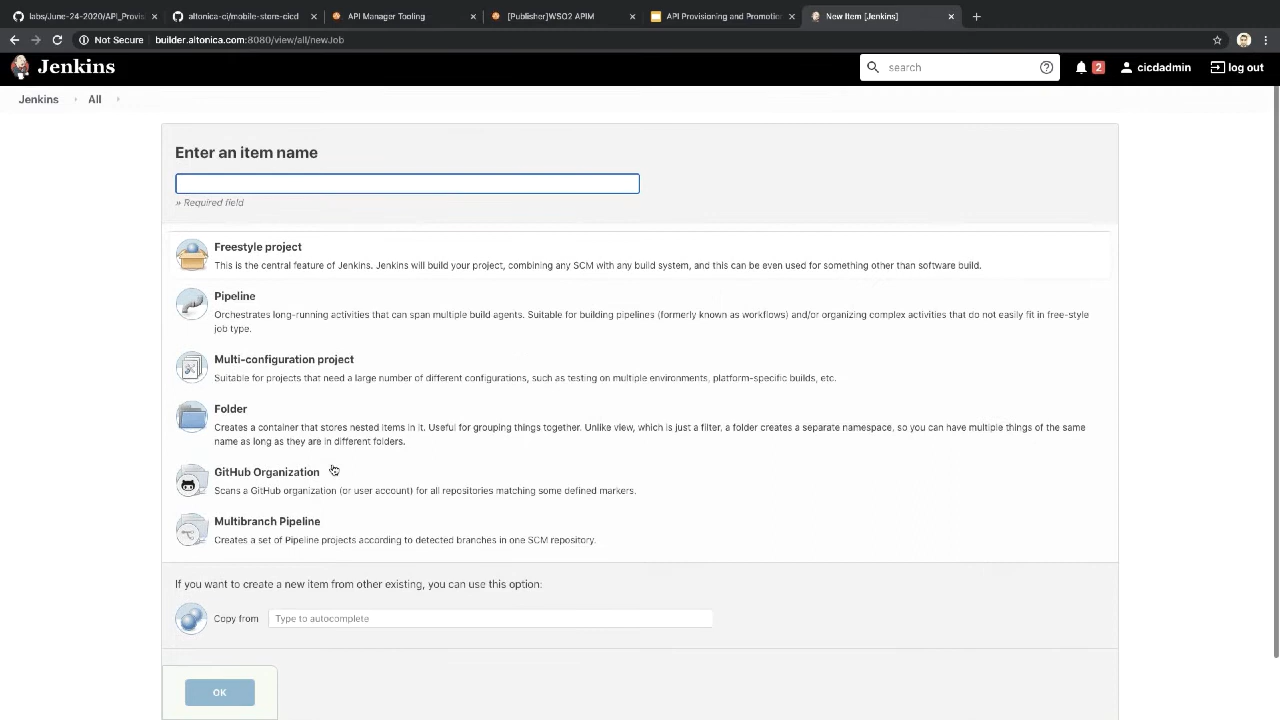 labs/June-24-2020/API_Provis
altonica-ci/mobile-store-cicd
API Manager Tooling
[Publisher]WSO2 APIM
API Provisioning and Promotion
New Item [Jenkins]
Not Secure builder.altonica.com:8080/view/all/newJob
Jenkins
search
2
cicdadmin
log out
Jenkins
All
Enter an item name
» Required field
Freestyle project
This is the central feature of Jenkins. Jenkins will build your project, combining any SCM with any build system, and this can be even used for something other than software build.
Pipeline
Orchestrates long-running activities that can span multiple build agents. Suitable for building pipelines (formerly known as workflows) and/or organizing complex activities that do not easily fit in free-style
job type.
Multi-configuration project
Suitable for projects that need a large number of different configurations, such as testing on multiple environments, platform-specific builds, etc.
Folder
Creates a container that stores nested items in it. Useful for grouping things together. Unlike view, which is just a filter, a folder creates a separate namespace, so you can have multiple things of the same
name as long as they are in different folders.
GitHub Organization
Scans a GitHub organization (or user account) for all repositories matching some defined markers.
Multibranch Pipeline
Creates a set of Pipeline projects according to detected branches in one SCM repository.
If you want to create a new item from other existing, you can use this option:
Copy from
Type to autocomplete
OK